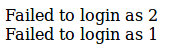 Failed to login as 2
Failed to login as 1